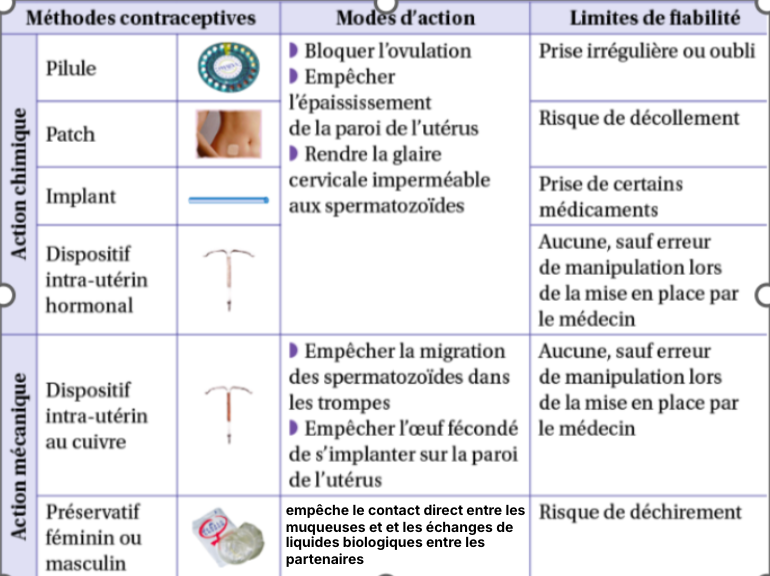 Méthodes contraceptives
Modes d'action
Limites de fiabilité
Action chimique
Pilule
Bloquer l'ovulation
Empêcher
l'épaississement
de la paroi de l'utérus
Rendre la glaire
cervicale imperméable
aux spermatozoïdes
Prise irrégulière ou oubli
Patch
Risque de décollement
Implant
Prise de certains
médicaments
Dispositif
intra-utérin
hormonal
Aucune, sauf erreur
de manipulation lors
de la mise en place par
le médecin
Action mécanique
Dispositif
intra-utérin
au cuivre
Empêcher la migration
des spermatozoïdes dans
les trompes
Empêcher l'œuf fécondé
de s'implanter sur la paroi
de l'utérus
Aucune, sauf erreur
de manipulation lors
de la mise en place par
le médecin
Préservatif
féminin ou
masculin
empêche le contact direct entre les
muqueuses et et les échanges de
liquides biologiques entre les
partenaires
Risque de déchirement